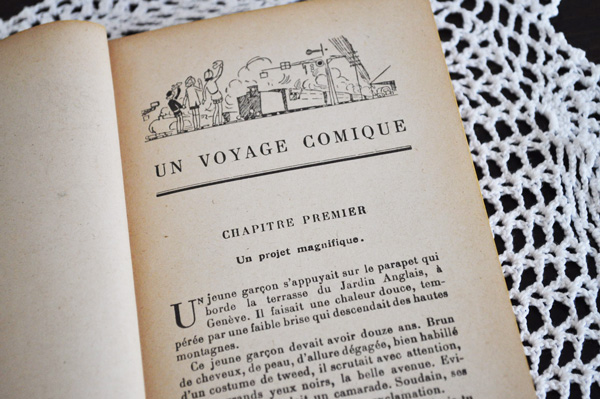 UN VOYAGE COMIQUE
CHAPITRE PREMIER
Un projet magnifique.
UN jeune garçon s'appuyait sur le parapet qui
borde la terrasse du Jardin Anglais, à
Genève. Il faisait une chaleur douce, tem-
pérée par une faible brise qui descendait des hautes
montagnes.
Ce jeune garçon devait avoir douze ans. Brun
de cheveux, de peau, d'allure dégagée, bien habillé
d'un costume de tweed, il scrutait avec attention,
grands yeux noirs, la belle avenue. Evi-
un camarade. Soudain, ses